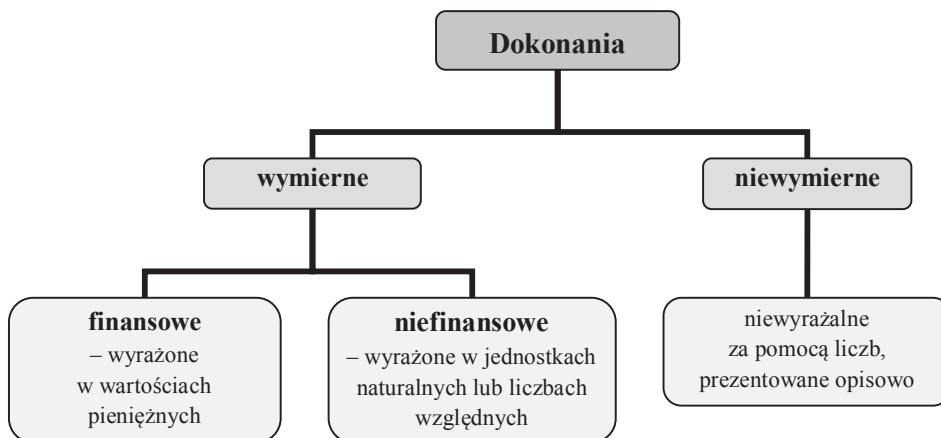 Dokonania
wymierne
niewymierne
finansowe
– wyrażone
w wartościach
pieniężnych
niefinansowe
– wyrażone w jednostkach
naturalnych lub liczbach
względnych
niewyrażalne
za pomocą liczb,
prezentowane opisowo